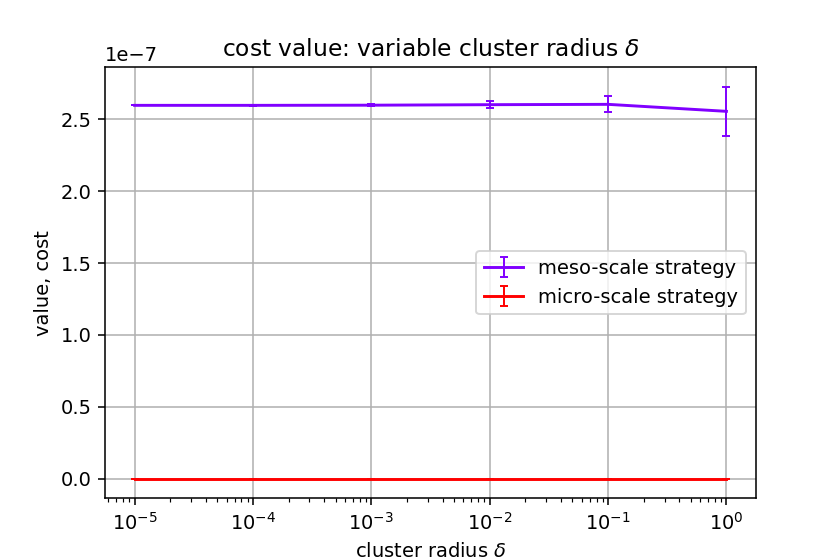 cost value: variable cluster radius δ
1e−7
2.5
2.0
1.5
1.0
0.5
0.0
value, cost
meso-scale strategy
micro-scale strategy
10⁻⁵ 10⁻⁴ 10⁻³ 10⁻² 10⁻¹ 10⁰
cluster radius δ